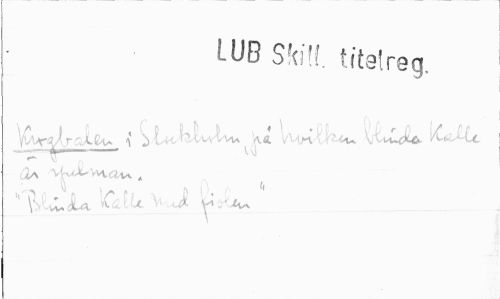 LUB Skill. titelreg.
Krogbalen i Stockholm, på hvilken blinda Kalle
är spelman.
"Blinda Kalle med fiolen"